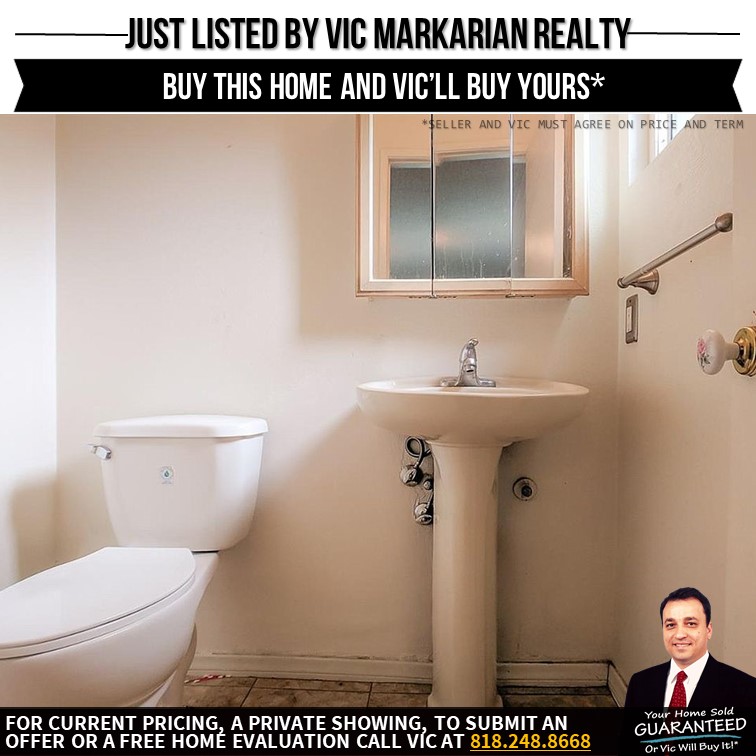 JUST LISTED BY VIC MARKARIAN REALTY
BUY THIS HOME AND VIC'LL BUY YOURS*
*SELLER AND VIC MUST AGREE ON PRICE AND TERM
Your Home Sold
GUARANTEED
Or Vic Will Buy It!
FOR CURRENT PRICING, A PRIVATE SHOWING, TO SUBMIT AN
OFFER OR A FREE HOME EVALUATION CALL VIC AT 818.248.8668